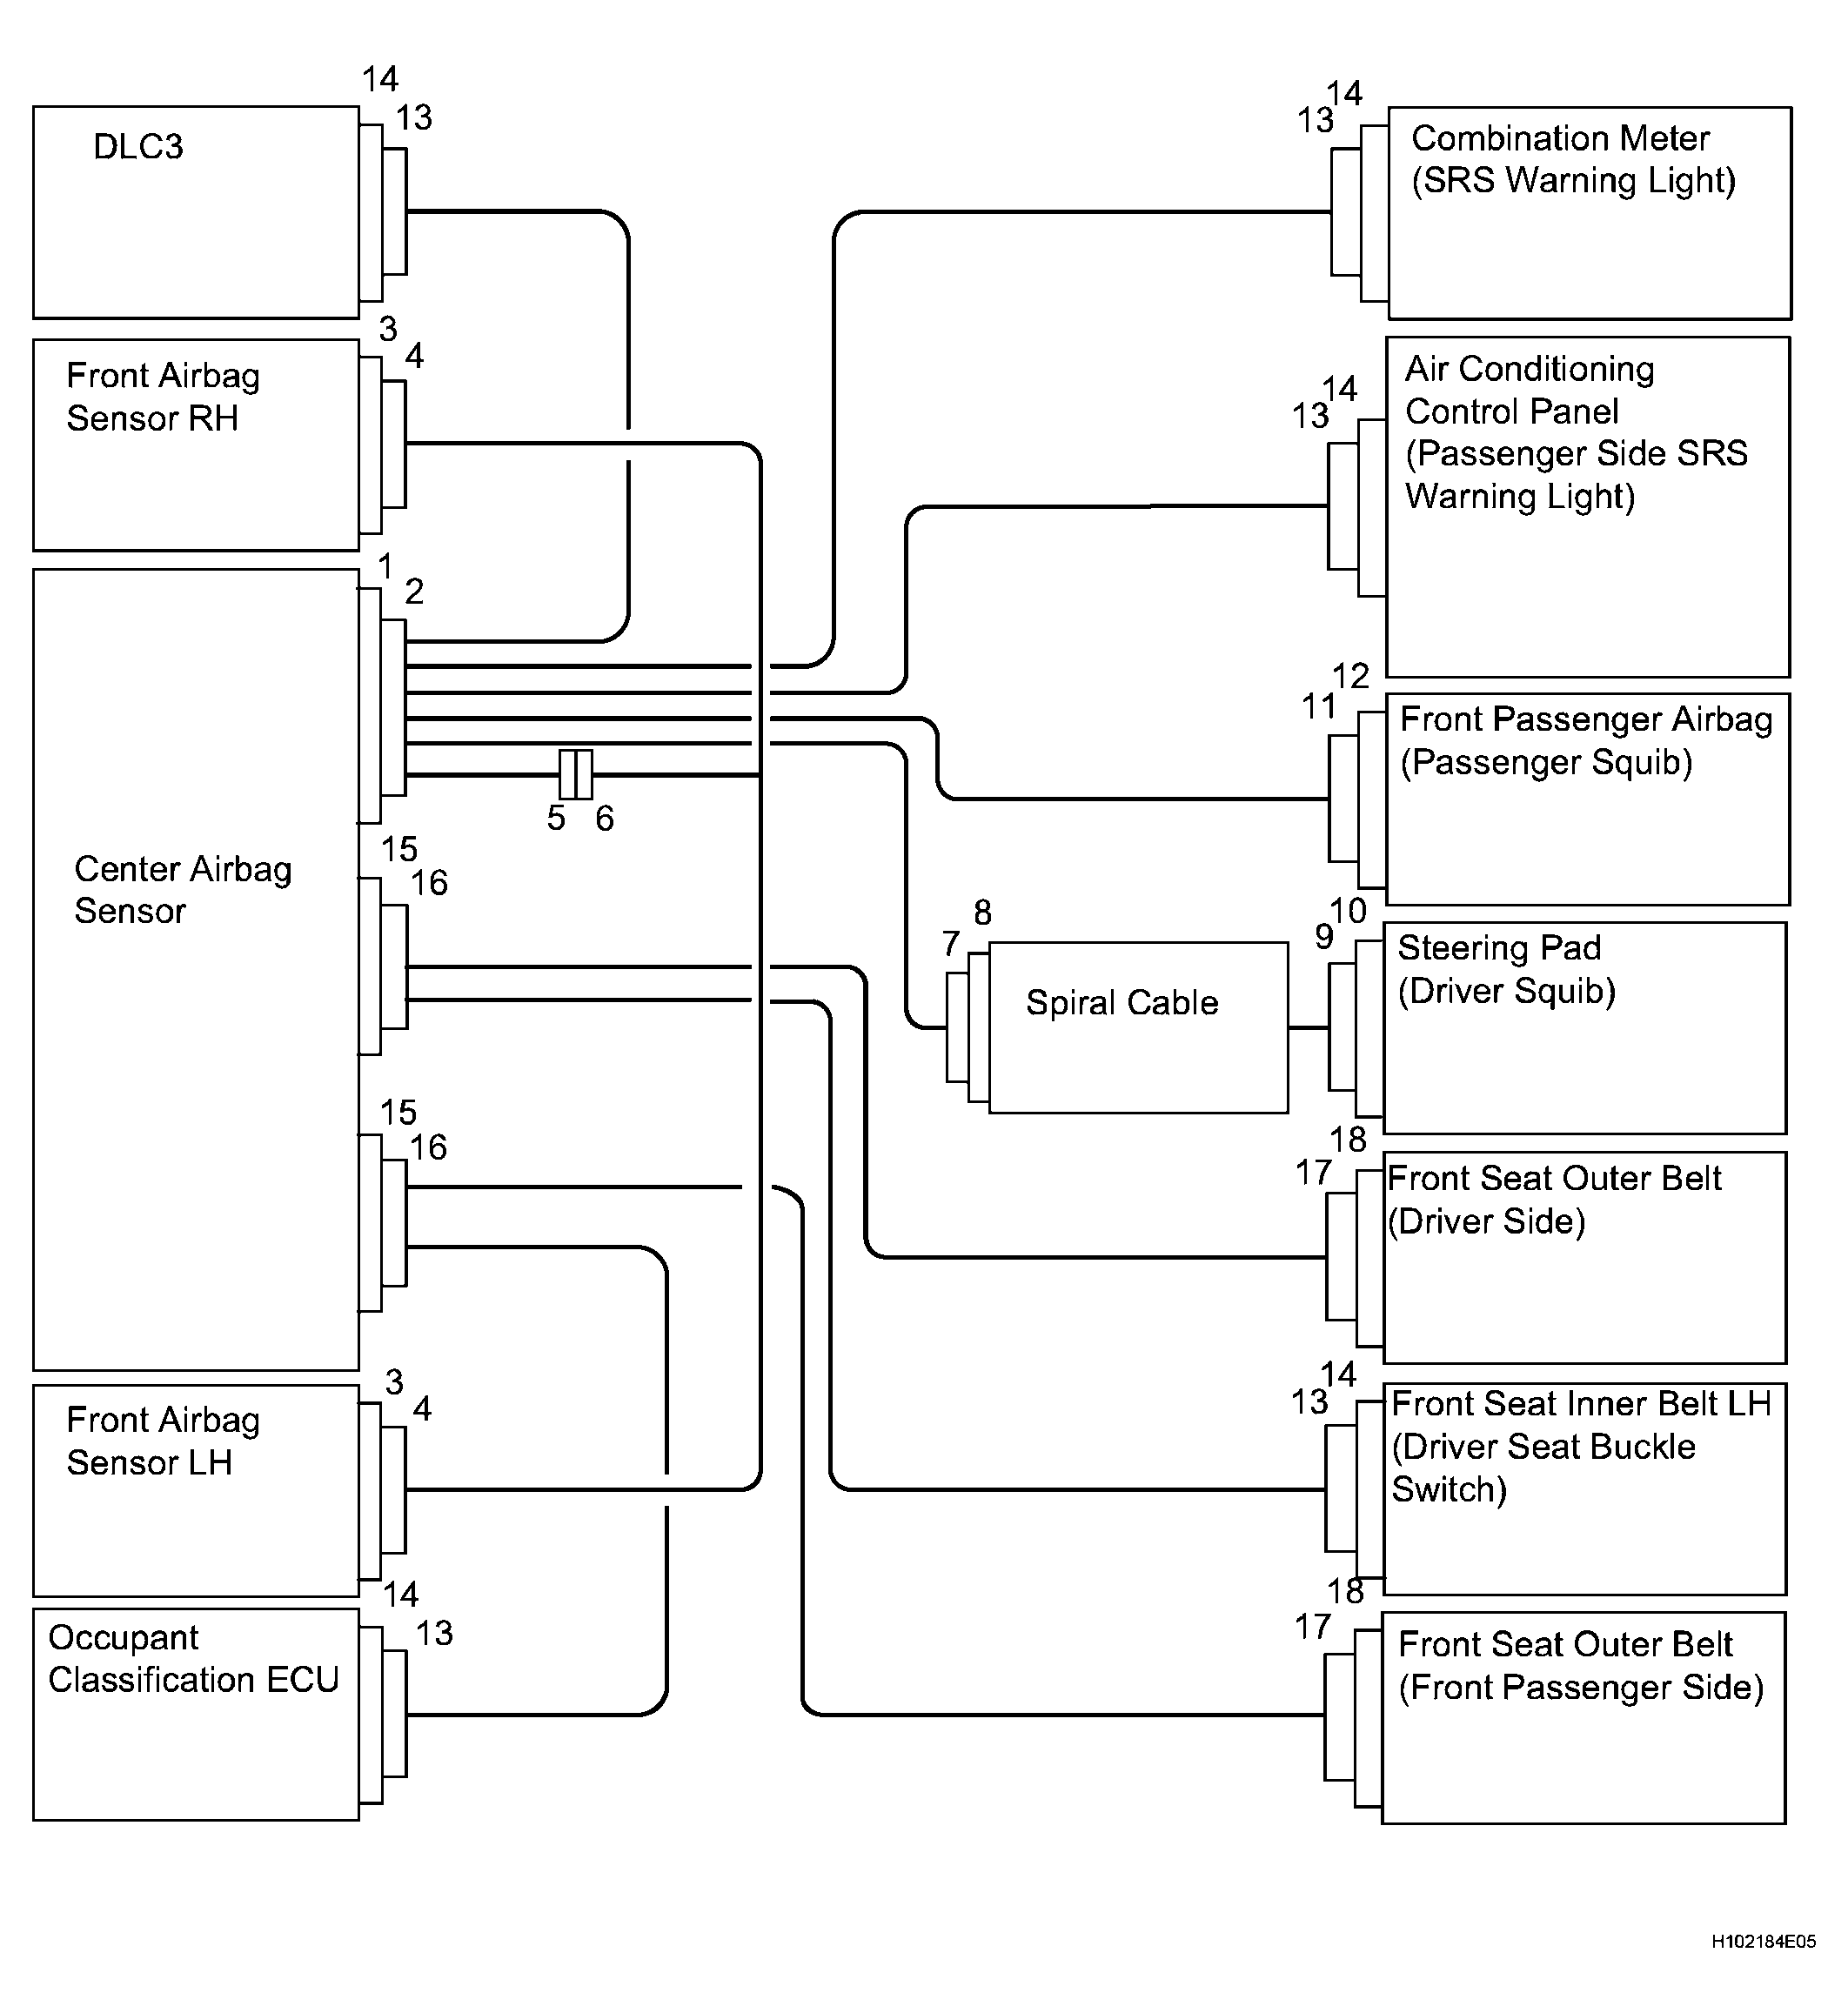 14
13
DLC3
3
4
Front Airbag
Sensor RH
1
2
5 6
15
16
Center Airbag
Sensor
15
16
3
4
Front Airbag
Sensor LH
14
13
Occupant
Classification ECU
14
13
Combination Meter
(SRS Warning Light)
14
13
Air Conditioning
Control Panel
(Passenger Side SRS
Warning Light)
12
11
Front Passenger Airbag
(Passenger Squib)
8
7
Spiral Cable
10
9
Steering Pad
(Driver Squib)
18
17
Front Seat Outer Belt
(Driver Side)
14
13
Front Seat Inner Belt LH
(Driver Seat Buckle
Switch)
18
17
Front Seat Outer Belt
(Front Passenger Side)
H102184E05